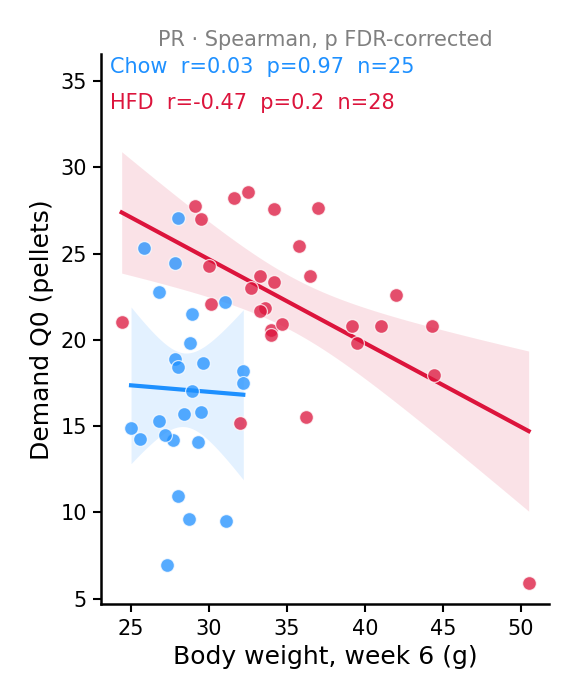 PR · Spearman, p FDR-corrected
Chow r=0.03 p=0.97 n=25
HFD r=-0.47 p=0.2 n=28
35
30
25
20
15
10
5
Demand Q0 (pellets)
25 30 35 40 45 50
Body weight, week 6 (g)